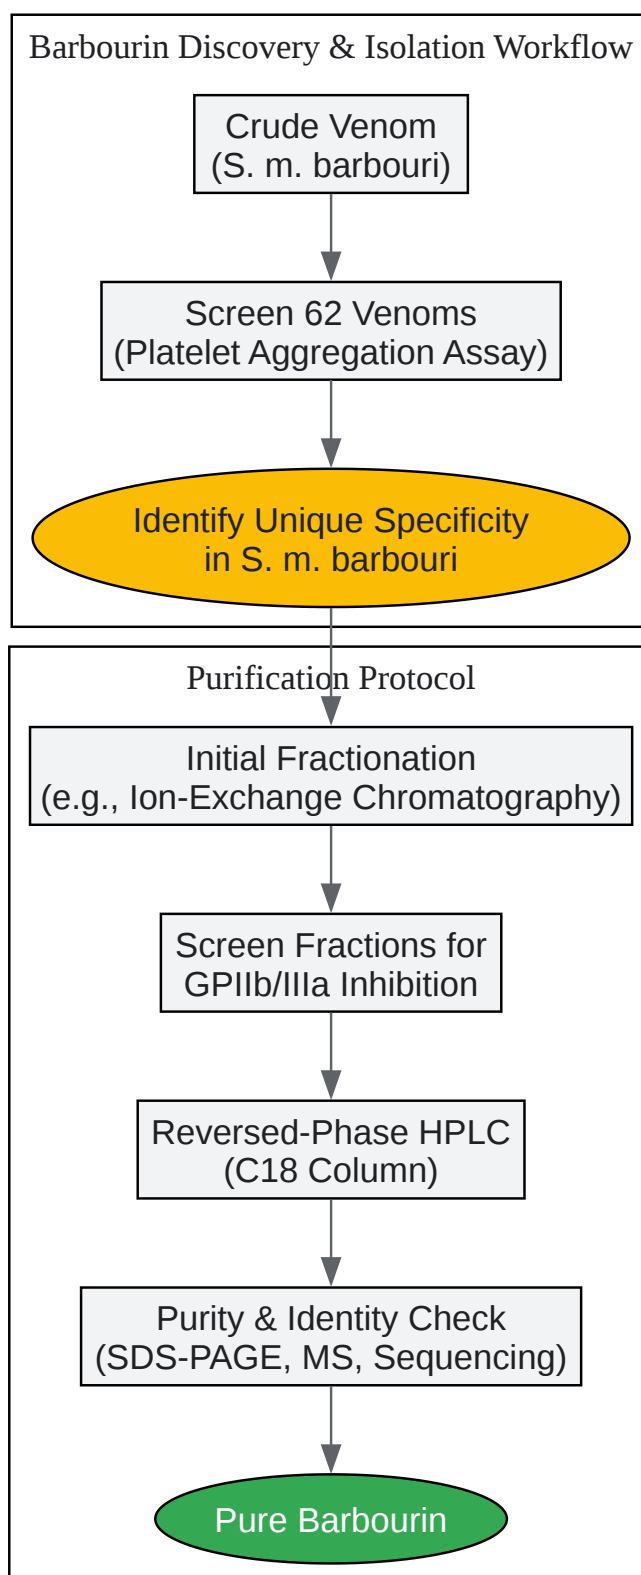 Barbourin Discovery & Isolation Workflow
Crude Venom
(S. m. barbouri)
Screen 62 Venoms
(Platelet Aggregation Assay)
Identify Unique Specificity
in S. m. barbouri
Purification Protocol
Initial Fractionation
(e.g., Ion-Exchange Chromatography)
Screen Fractions for
GPIIb/IIIa Inhibition
Reversed-Phase HPLC
(C18 Column)
Purity & Identity Check
(SDS-PAGE, MS, Sequencing)
Pure Barbourin